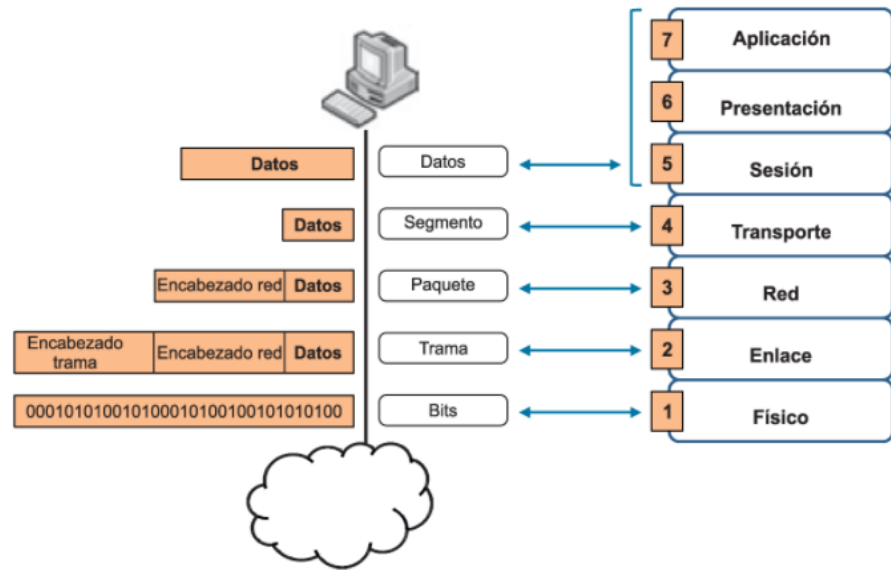 7 Aplicación
6 Presentación
Datos Datos 5 Sesión
Datos Segmento 4 Transporte
Encabezado red Datos Paquete 3 Red
Encabezado
trama Encabezado red Datos Trama 2 Enlace
00010101001010001010010010101010100 Bits 1 Físico